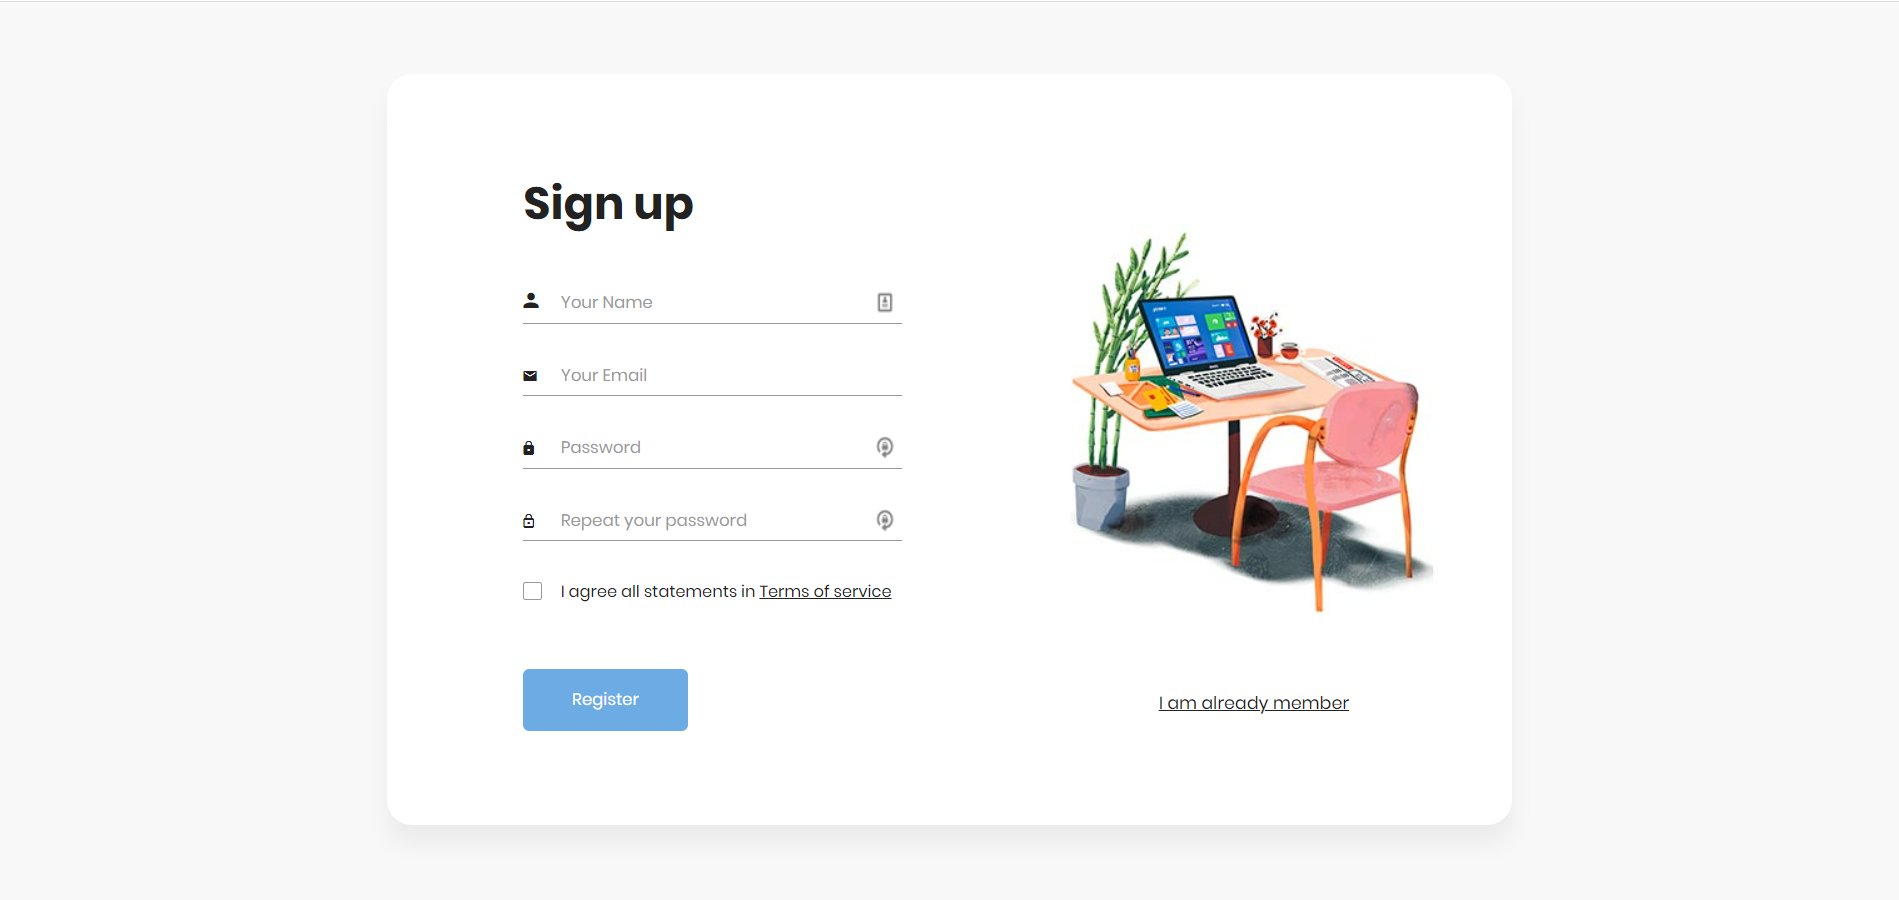 Sign up
Your Name
Your Email
Password
Repeat your password
I agree all statements in Terms of service
Register
I am already member